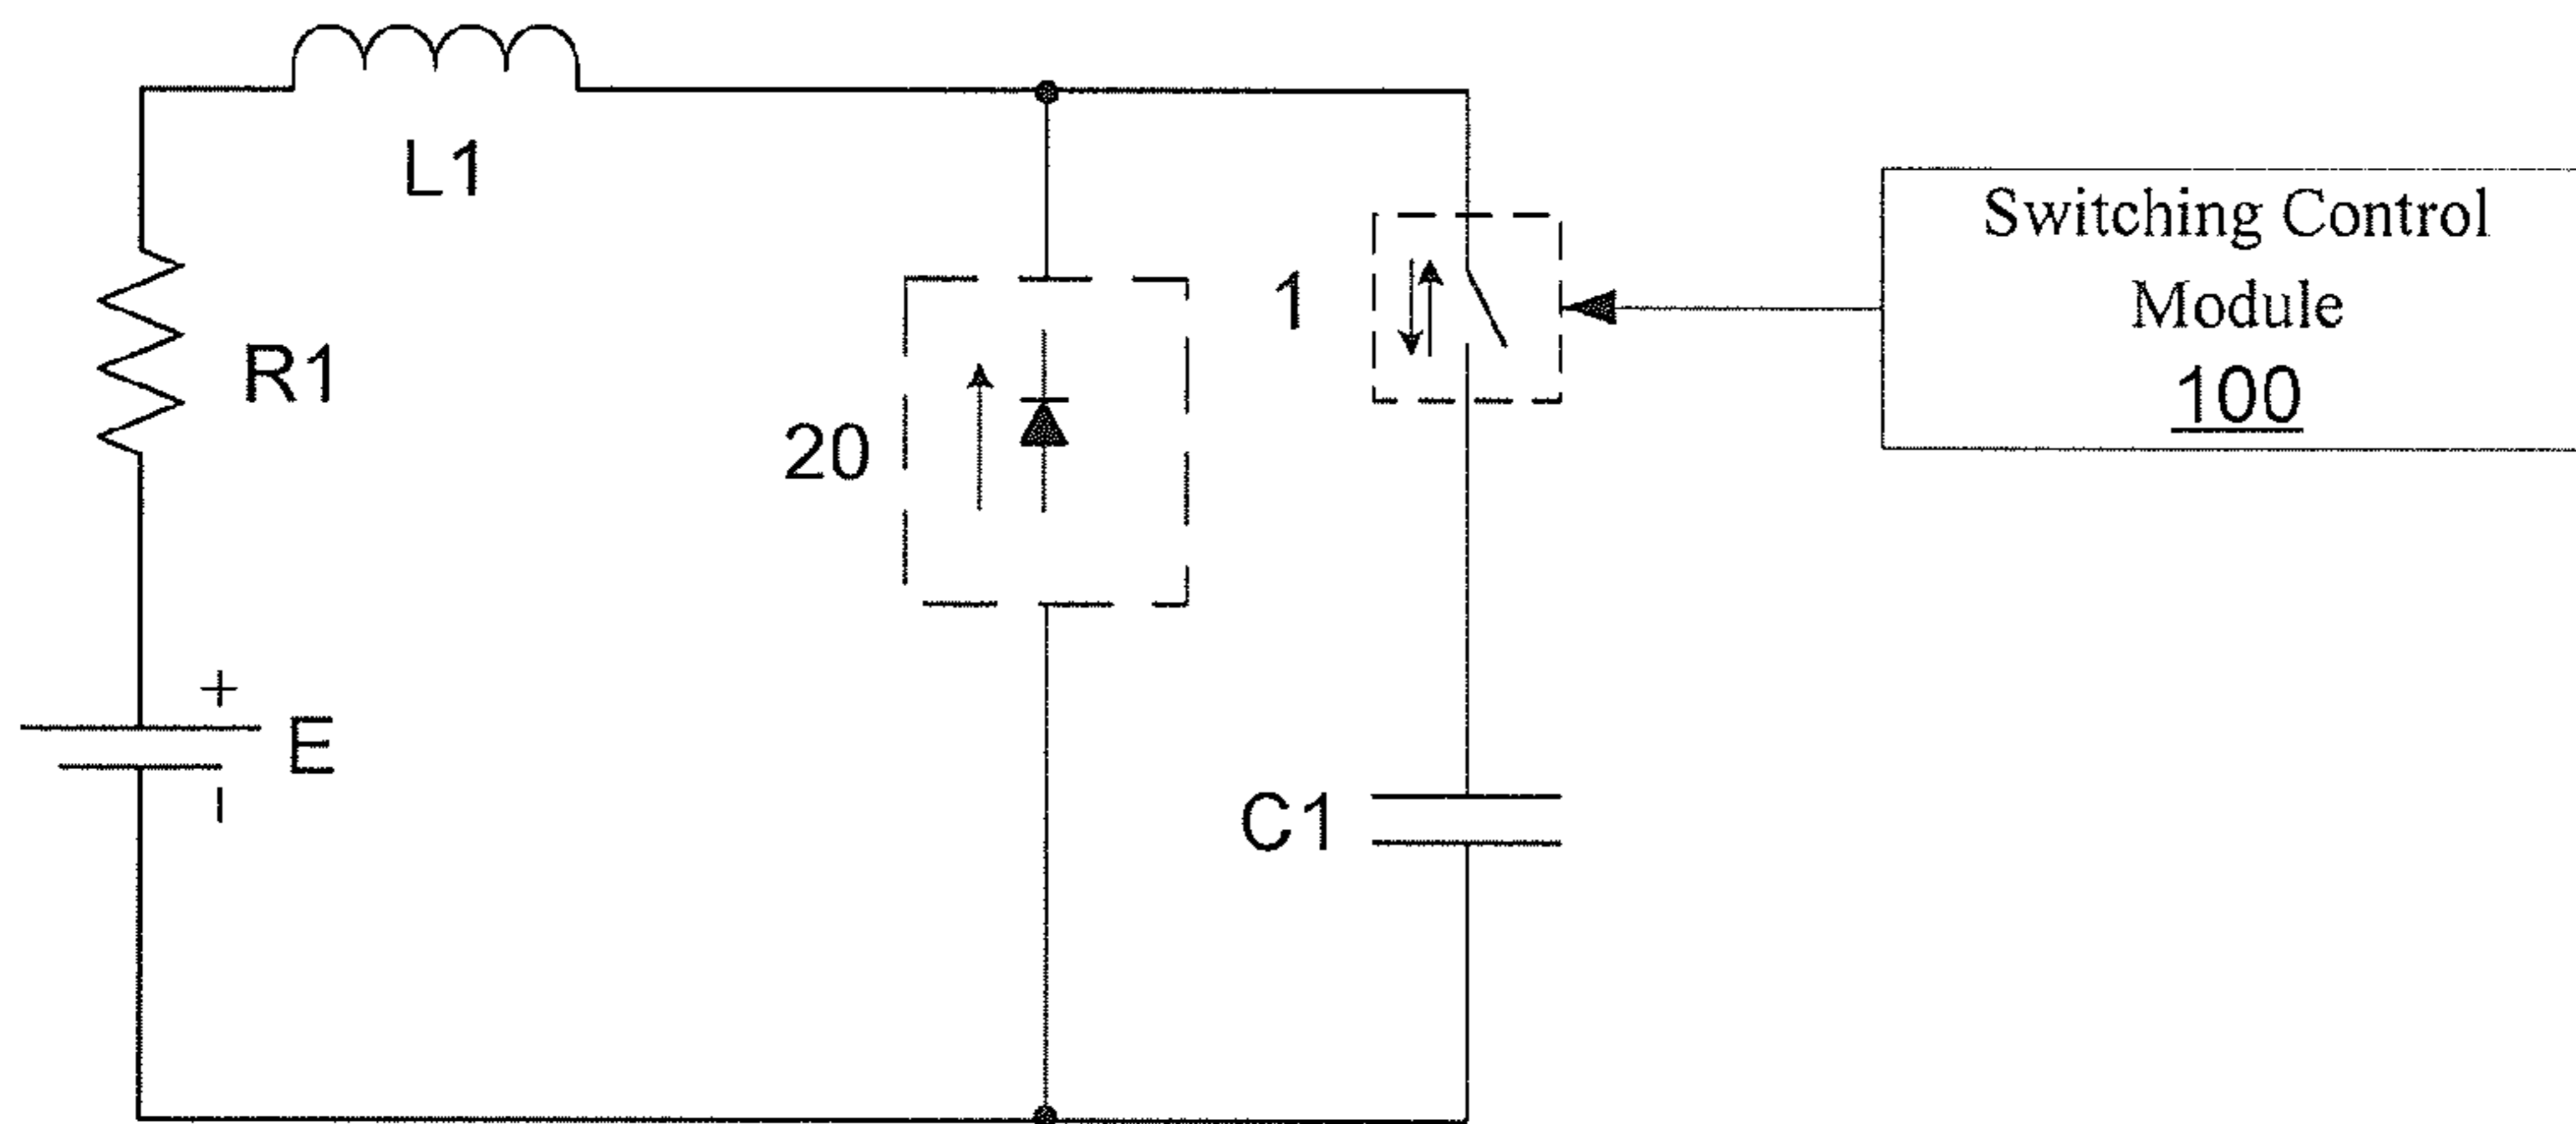 L1
R1
20
1
Switching Control
Module
100
+
E
-
C1